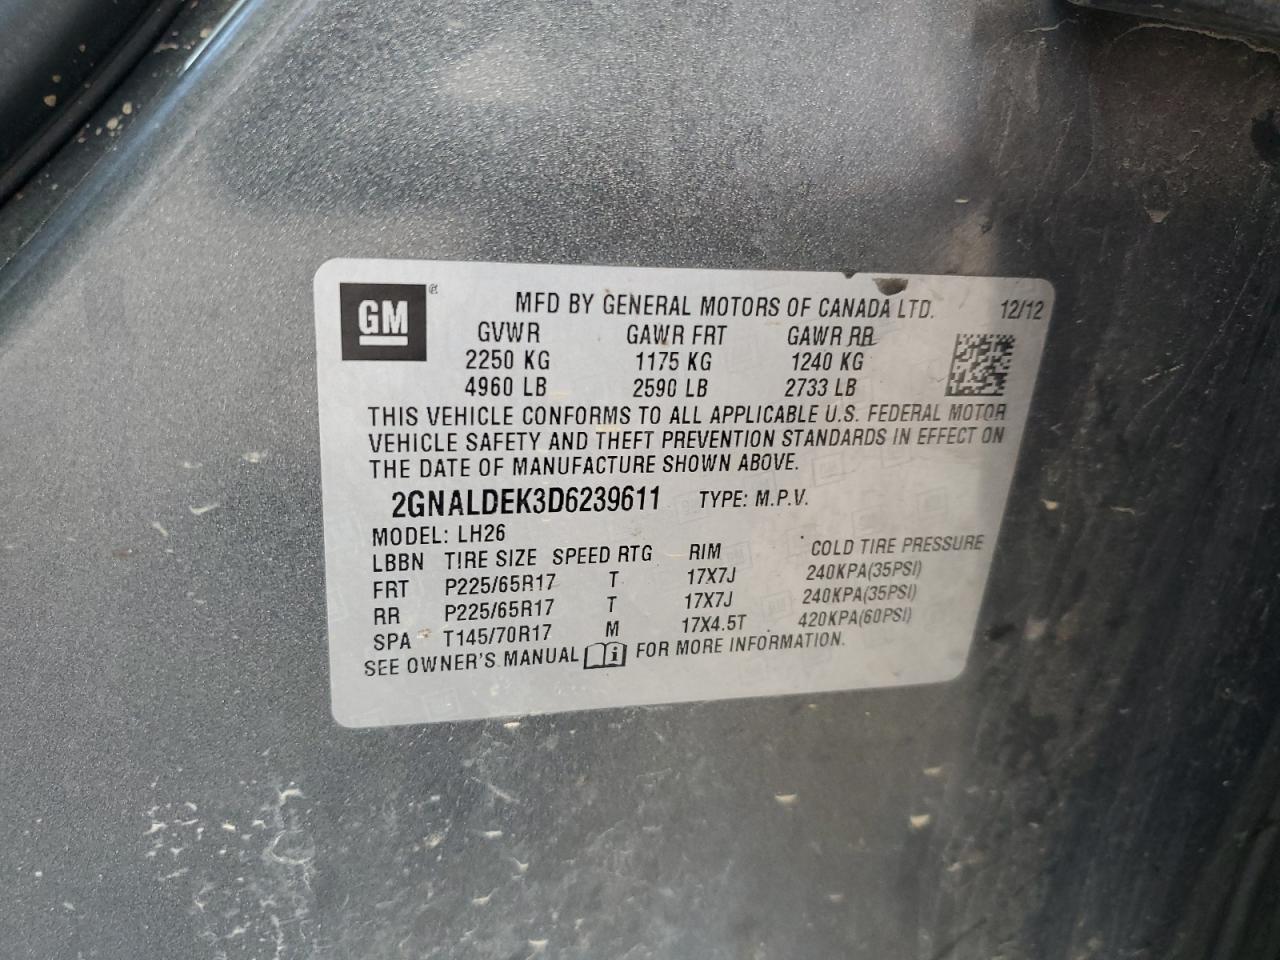 GM®
MFD BY GENERAL MOTORS OF CANADA LTD. 12/12
GVWR GAWR FRT GAWR RR
2250 KG 1175 KG 1240 KG
4960 LB 2590 LB 2733 LB
THIS VEHICLE CONFORMS TO ALL APPLICABLE U.S. FEDERAL MOTOR
VEHICLE SAFETY AND THEFT PREVENTION STANDARDS IN EFFECT ON
THE DATE OF MANUFACTURE SHOWN ABOVE.
2GNALDEK3D6239611 TYPE: M.P.V.
MODEL: LH26
LBBN TIRE SIZE SPEED RTG RIM COLD TIRE PRESSURE
FRT P225/65R17 T 17X7J 240KPA(35PSI)
RR P225/65R17 T 17X7J 240KPA(35PSI)
SPA T145/70R17 M 17X4.5T 420KPA(60PSI)
SEE OWNER'S MANUAL i FOR MORE INFORMATION.